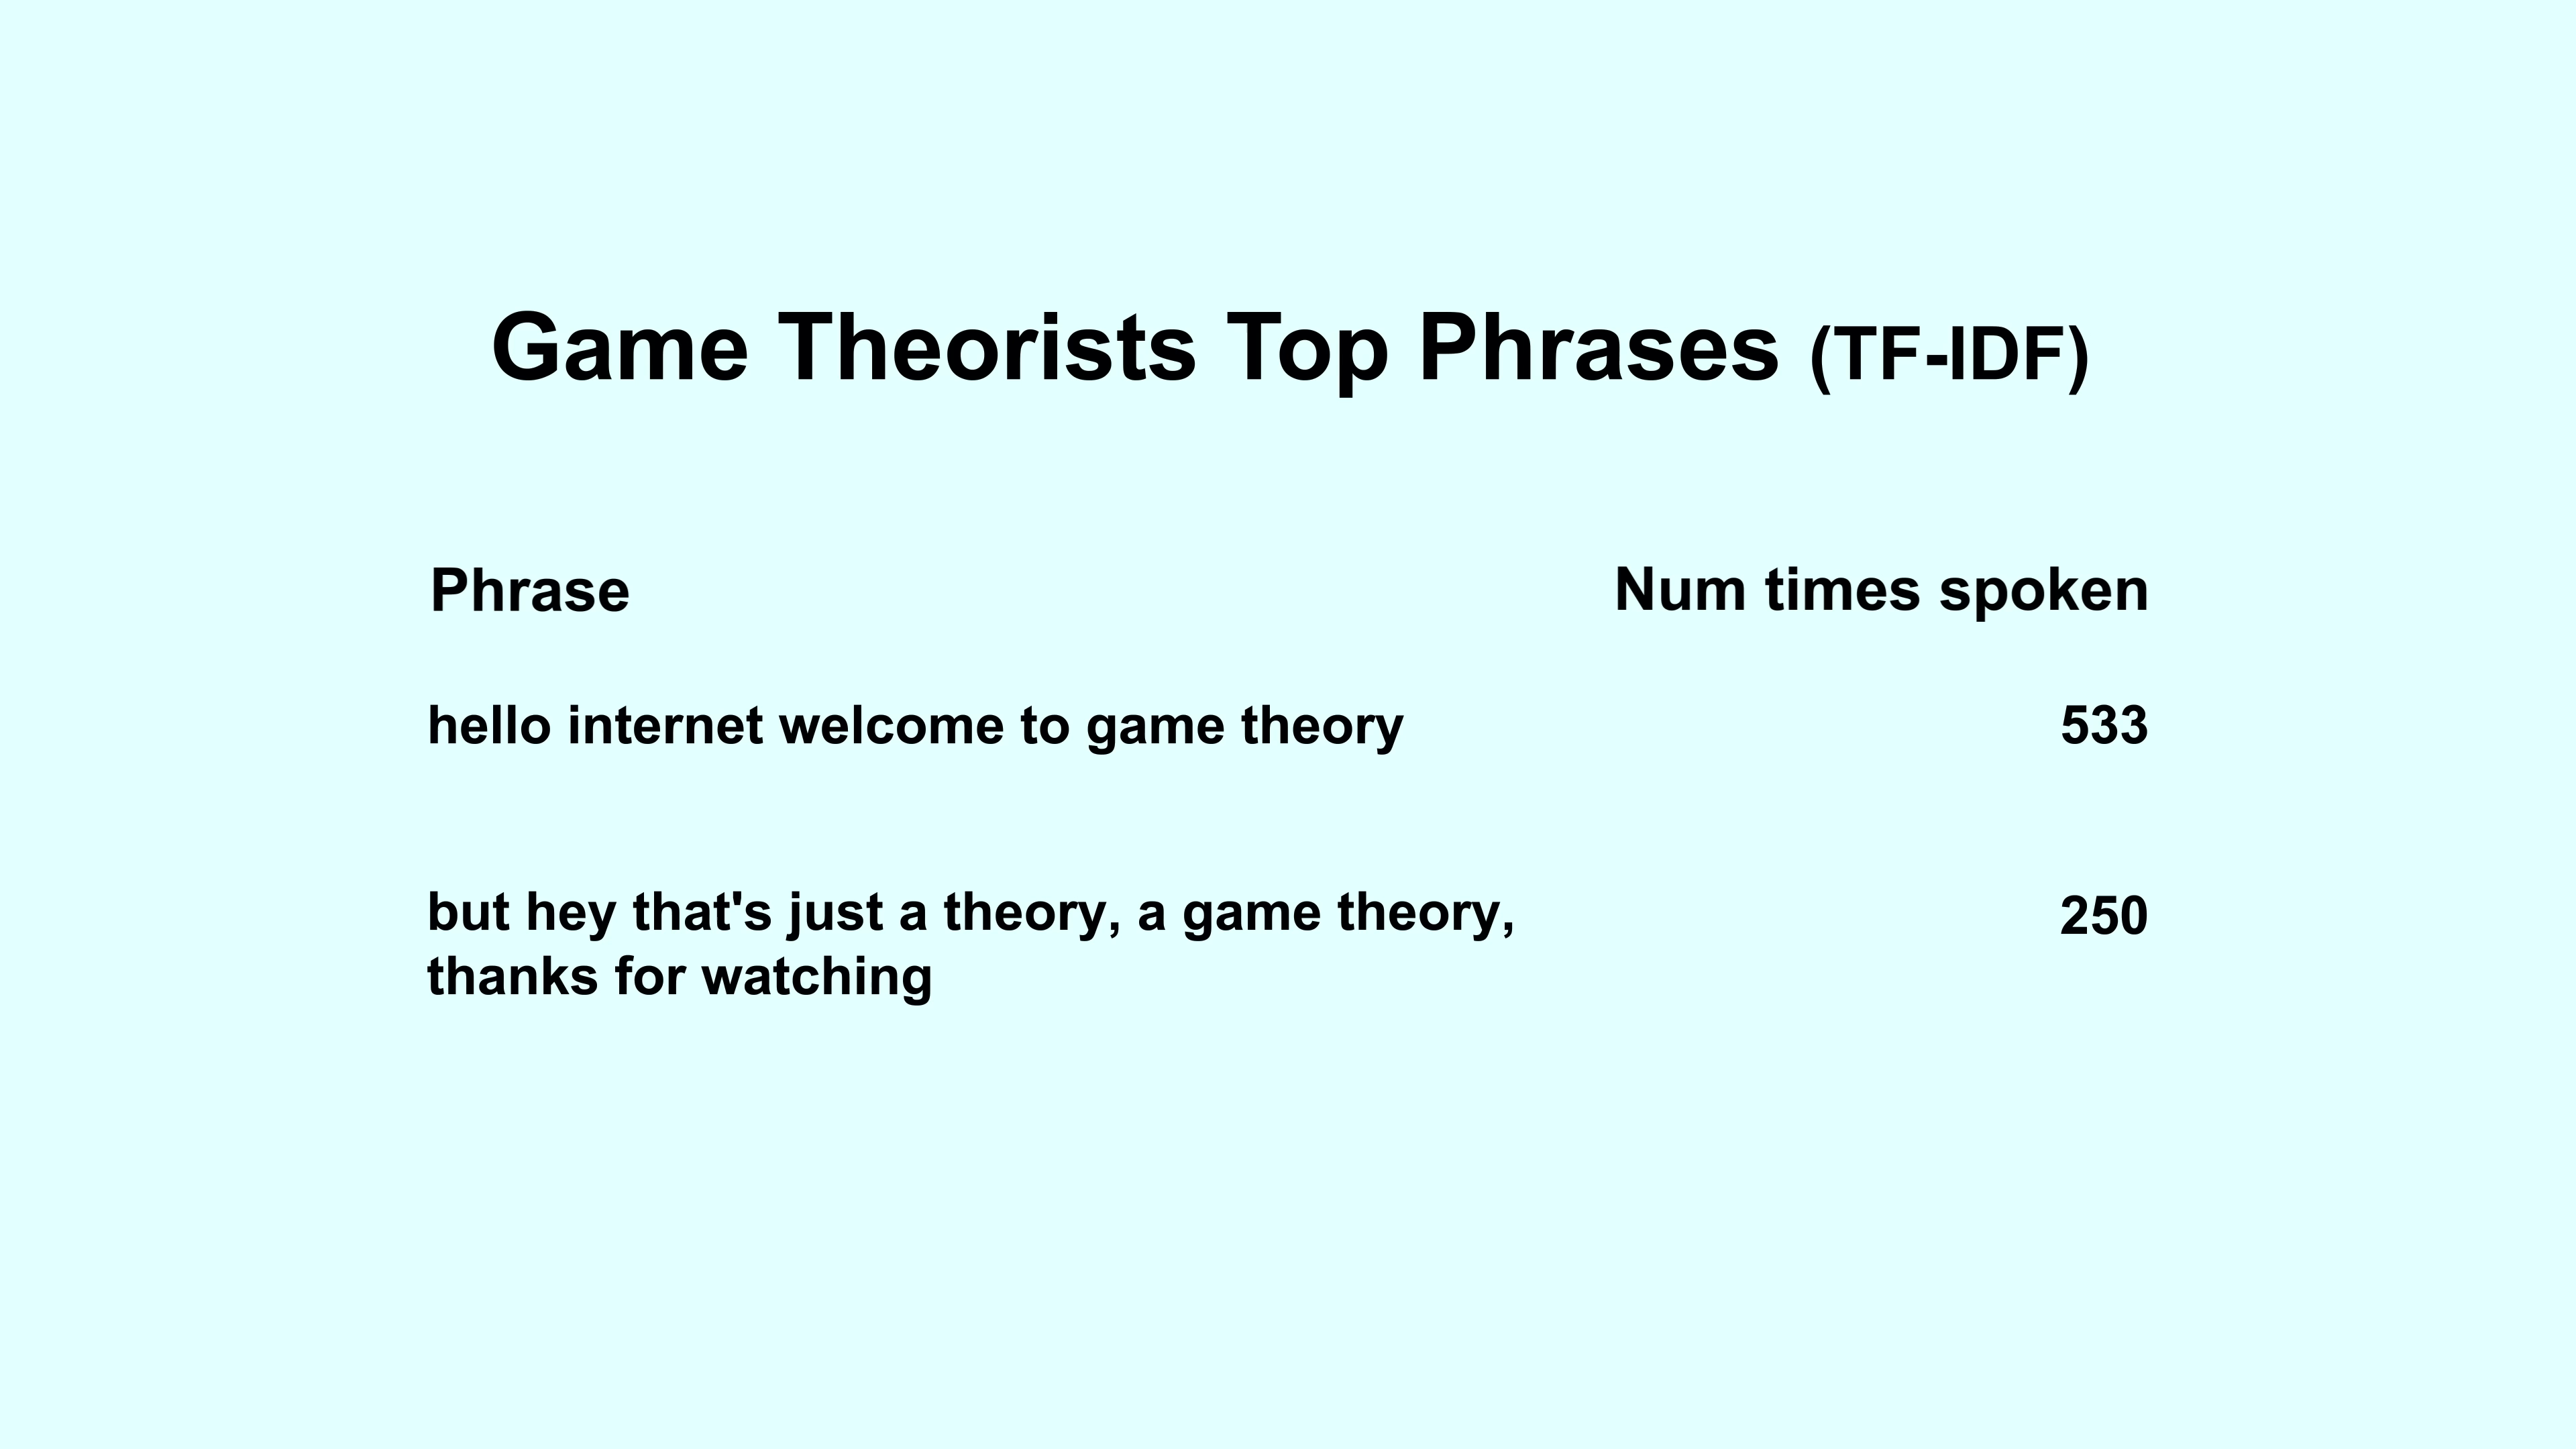 Game Theorists Top Phrases (TF-IDF)
Phrase Num times spoken
hello internet welcome to game theory 533
but hey that's just a theory, a game theory, 250
thanks for watching